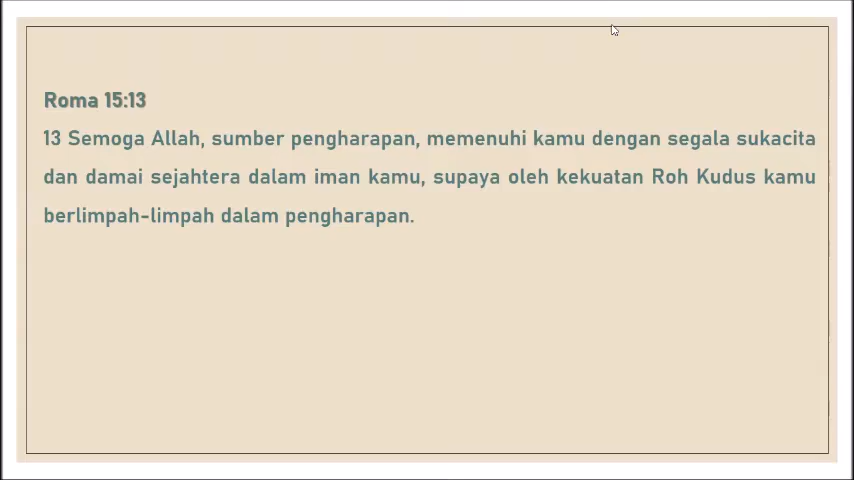 Roma 15:13
13 Semoga Allah, sumber pengharapan, memenuhi kamu dengan segala sukacita
dan damai sejahtera dalam iman kamu, supaya oleh kekuatan Roh Kudus kamu
berlimpah-limpah dalam pengharapan.